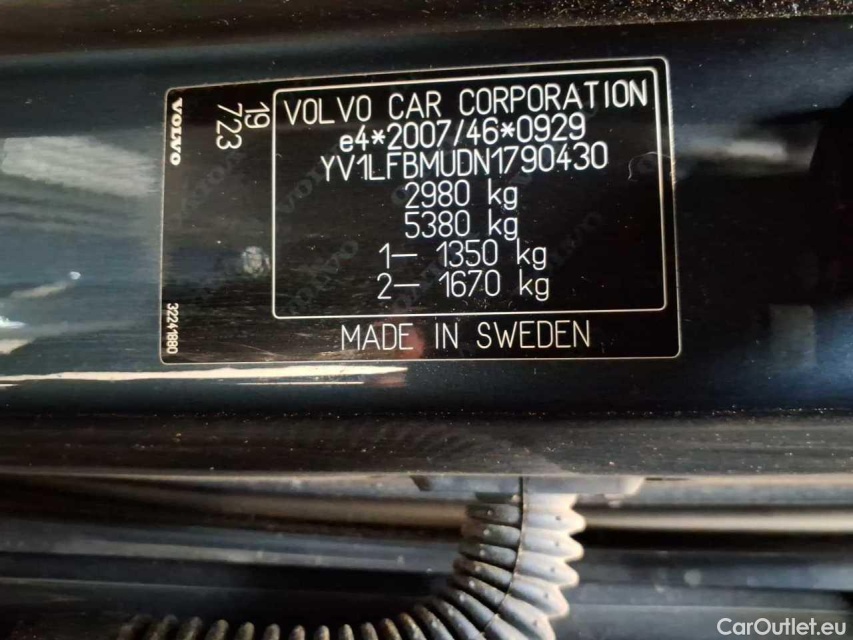 VOLVO
19
723
VOLVO CAR CORPORATION
e4*2007/46*0929
YV1LFBMUDN1790430
2980 kg
5380 kg
1– 1350 kg
2– 1670 kg
32241880
MADE IN SWEDEN
CarOutlet.eu